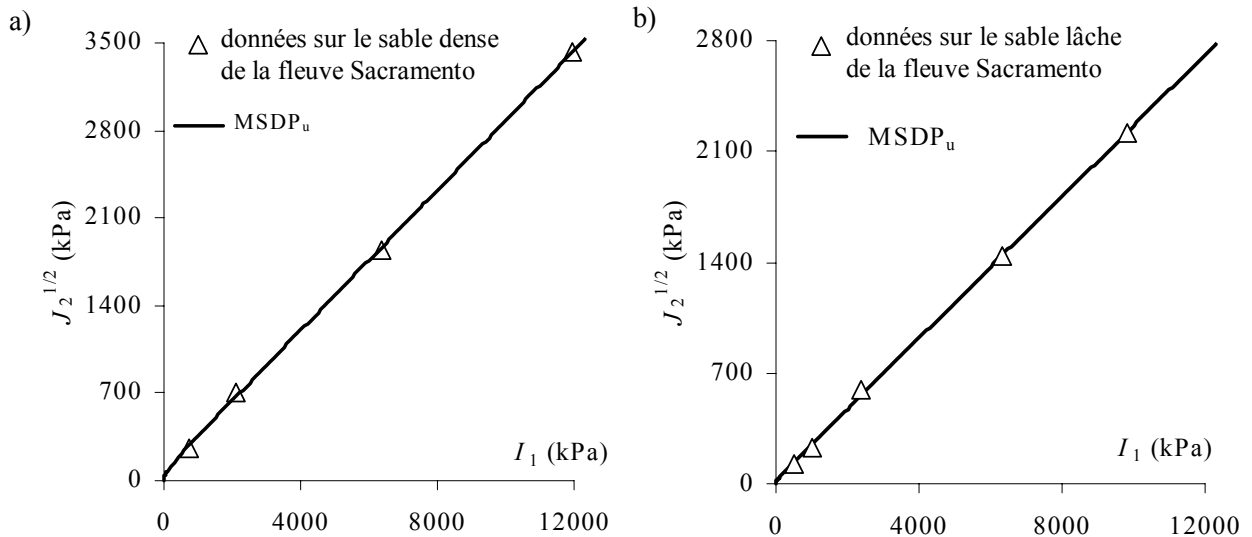 a)
3500
2800
2100
1400
700
0
J₂^1/2 (kPa)
données sur le sable dense
de la fleuve Sacramento
MSDPᵤ
I₁ (kPa)
0 4000 8000 12000
b)
2800
2100
1400
700
0
J₂^1/2 (kPa)
données sur le sable lâche
de la fleuve Sacramento
MSDPᵤ
I₁ (kPa)
0 4000 8000 12000